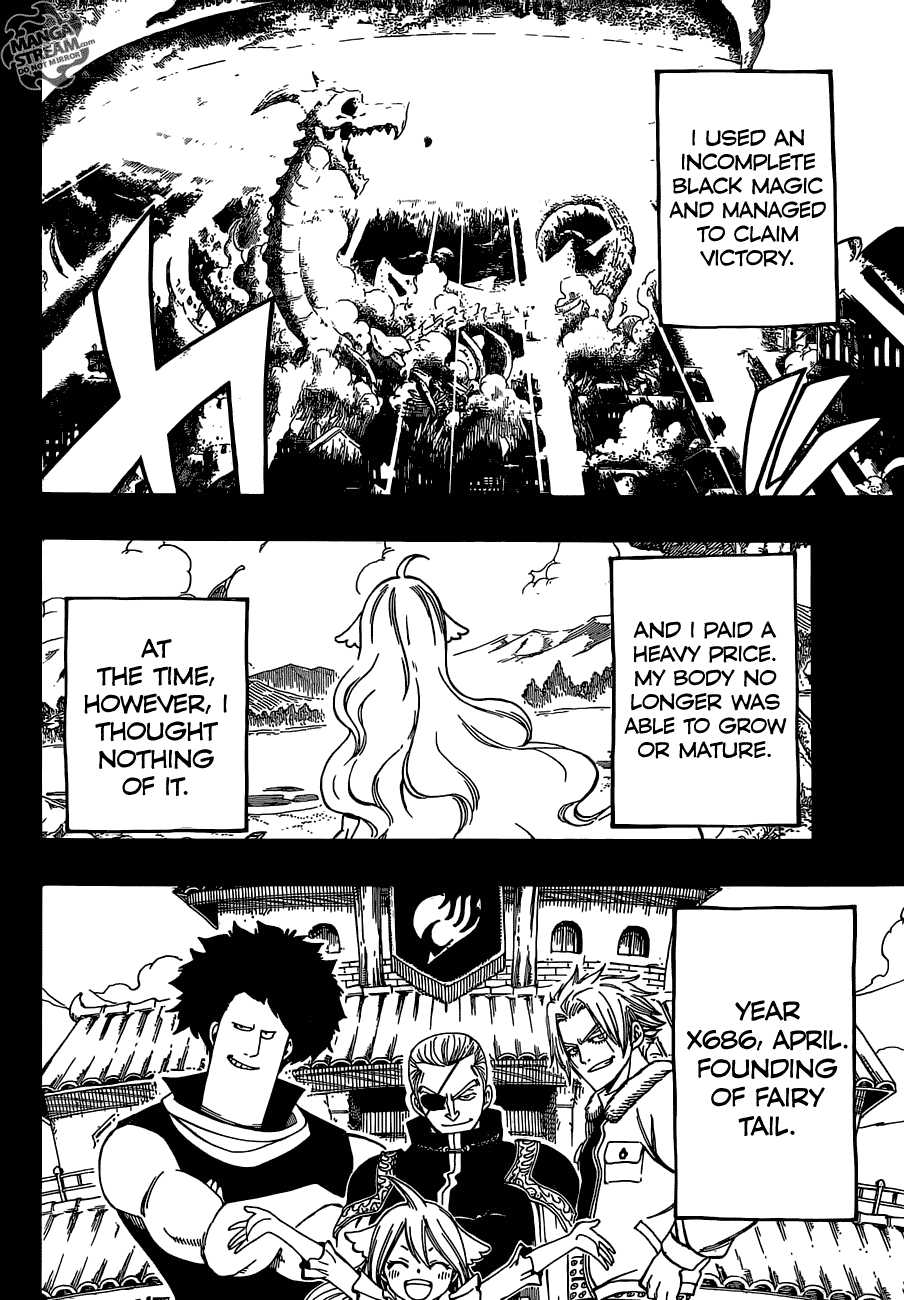 MANGA
STREAM.com
DO NOT MIRROR
I USED AN
INCOMPLETE
BLACK MAGIC
AND MANAGED
TO CLAIM
VICTORY.
AND I PAID A
HEAVY PRICE.
MY BODY NO
LONGER WAS
ABLE TO GROW
OR MATURE.
AT
THE TIME,
HOWEVER, I
THOUGHT
NOTHING
OF IT.
YEAR
X686, APRIL.
FOUNDING
OF FAIRY
TAIL.